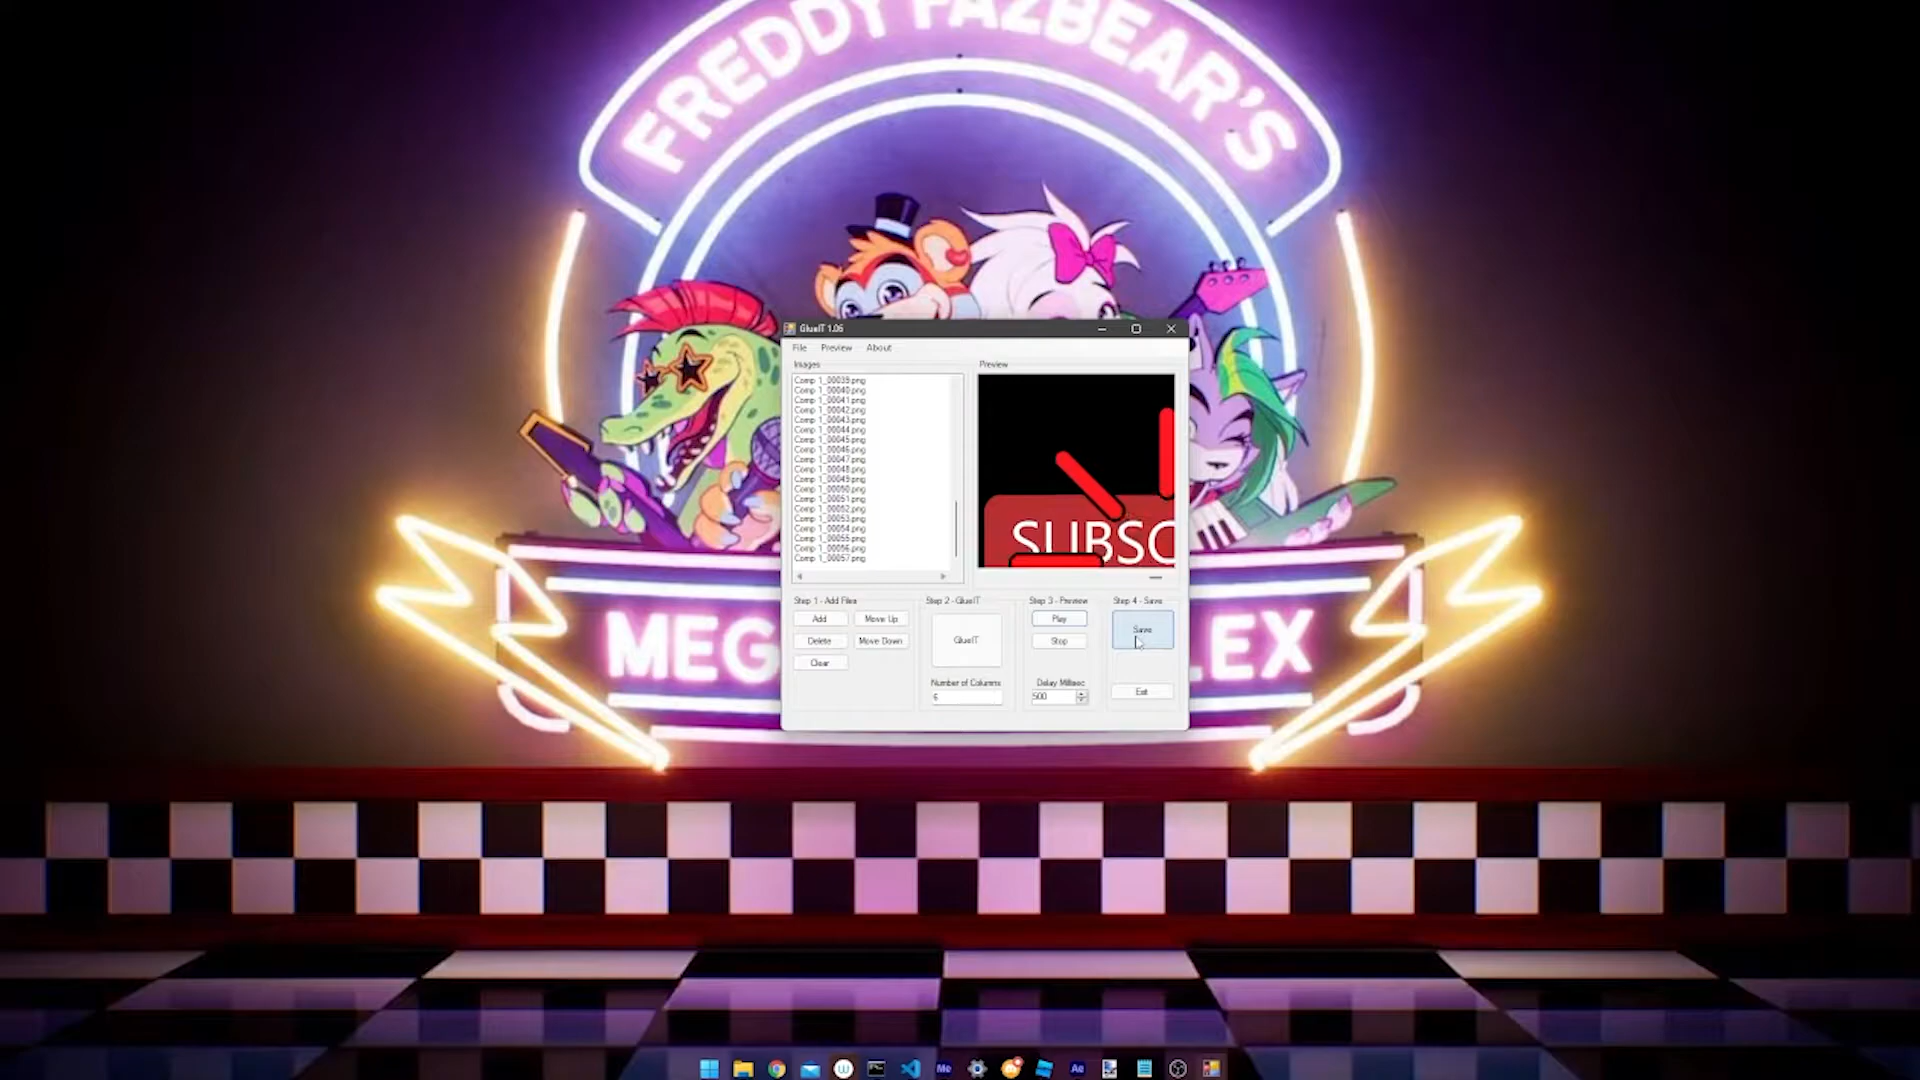 FREDDY FAZBEAR'S
GlueIT 1.06
File Preview About
Images
Preview
Comp 1_00039.png
Comp 1_00040.png
Comp 1_00041.png
Comp 1_00042.png
Comp 1_00043.png
Comp 1_00044.png
Comp 1_00045.png
Comp 1_00046.png
Comp 1_00047.png
Comp 1_00048.png
Comp 1_00049.png
Comp 1_00050.png
Comp 1_00051.png
Comp 1_00052.png
Comp 1_00053.png
Comp 1_00054.png
Comp 1_00055.png
Comp 1_00056.png
Comp 1_00057.png
SUBSC
Step 1 - Add Files
Step 2 - GlueIT
Step 3 - Preview
Step 4 - Save
Add
Move Up
Delete
Move Down
Clear
GlueIT
Number of Columns
6
Play
Stop
Delay Millisec
500
Save
Exit
MEG
LEX
Me
Ae